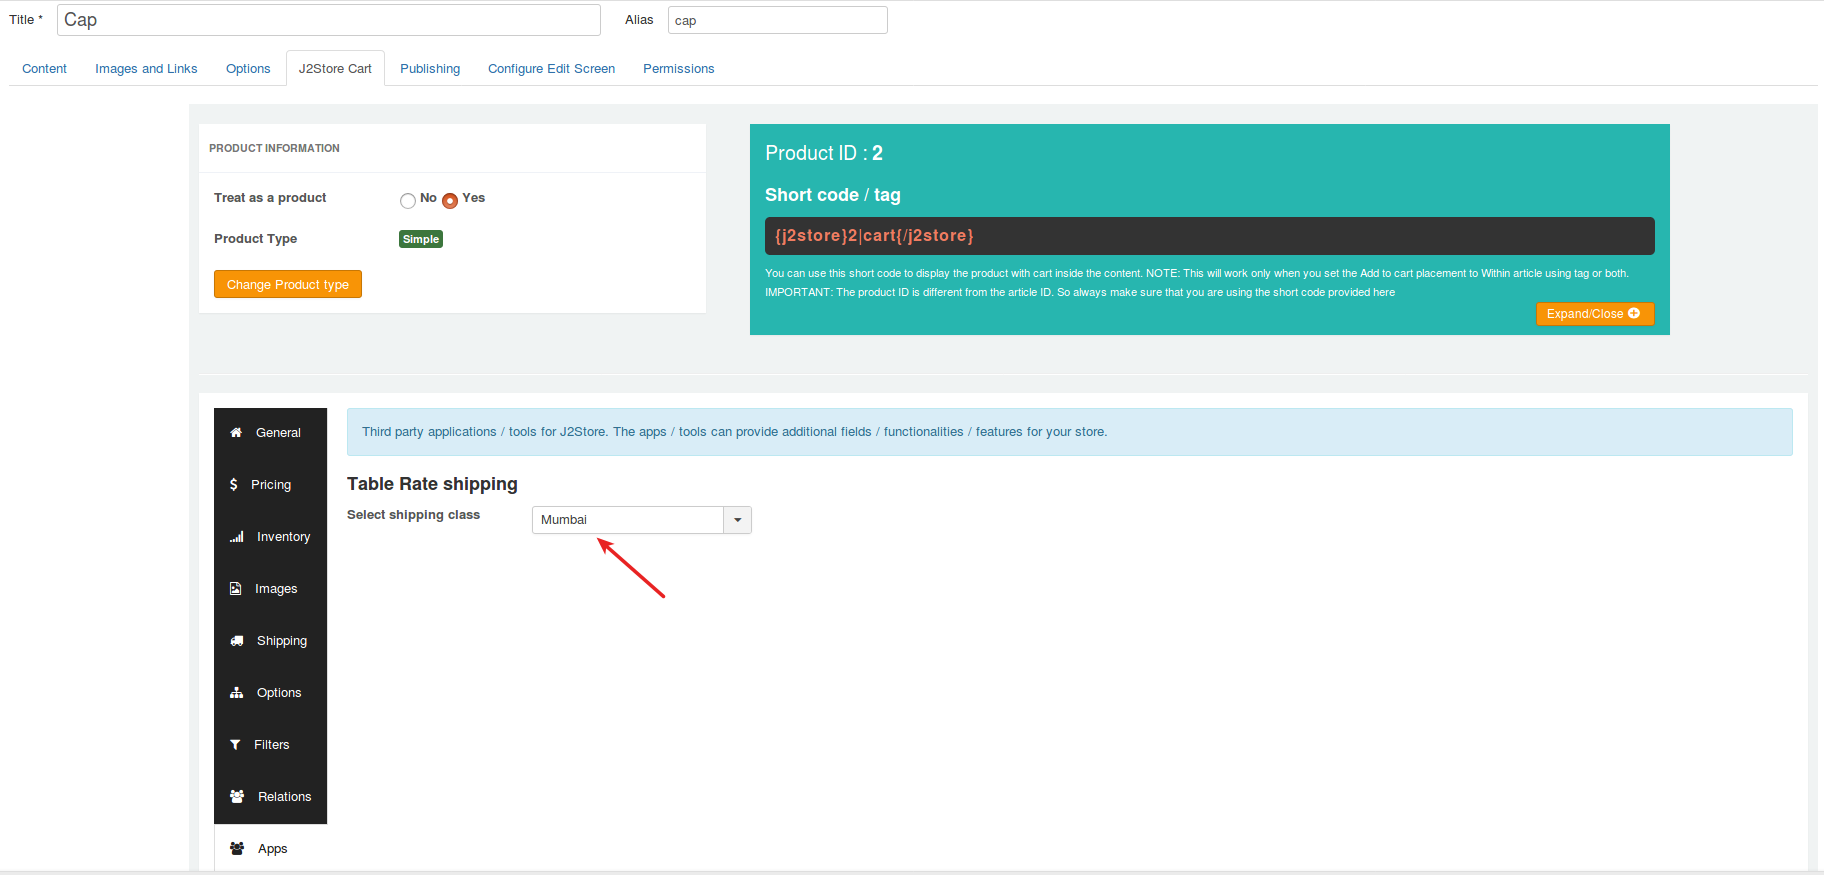 Title * Cap Alias cap
Content Images and Links Options J2Store Cart Publishing Configure Edit Screen Permissions
PRODUCT INFORMATION
Treat as a product No Yes
Product Type Simple
Change Product type
Product ID : 2
Short code / tag
{j2store}2|cart{/j2store}
You can use this short code to display the product with cart inside the content. NOTE: This will work only when you set the Add to cart placement to Within article using tag or both.
IMPORTANT: The product ID is different from the article ID. So always make sure that you are using the short code provided here
Expand/Close
General
Pricing
Inventory
Images
Shipping
Options
Filters
Relations
Apps
Third party applications / tools for J2Store. The apps / tools can provide additional fields / functionalities / features for your store.
Table Rate shipping
Select shipping class Mumbai